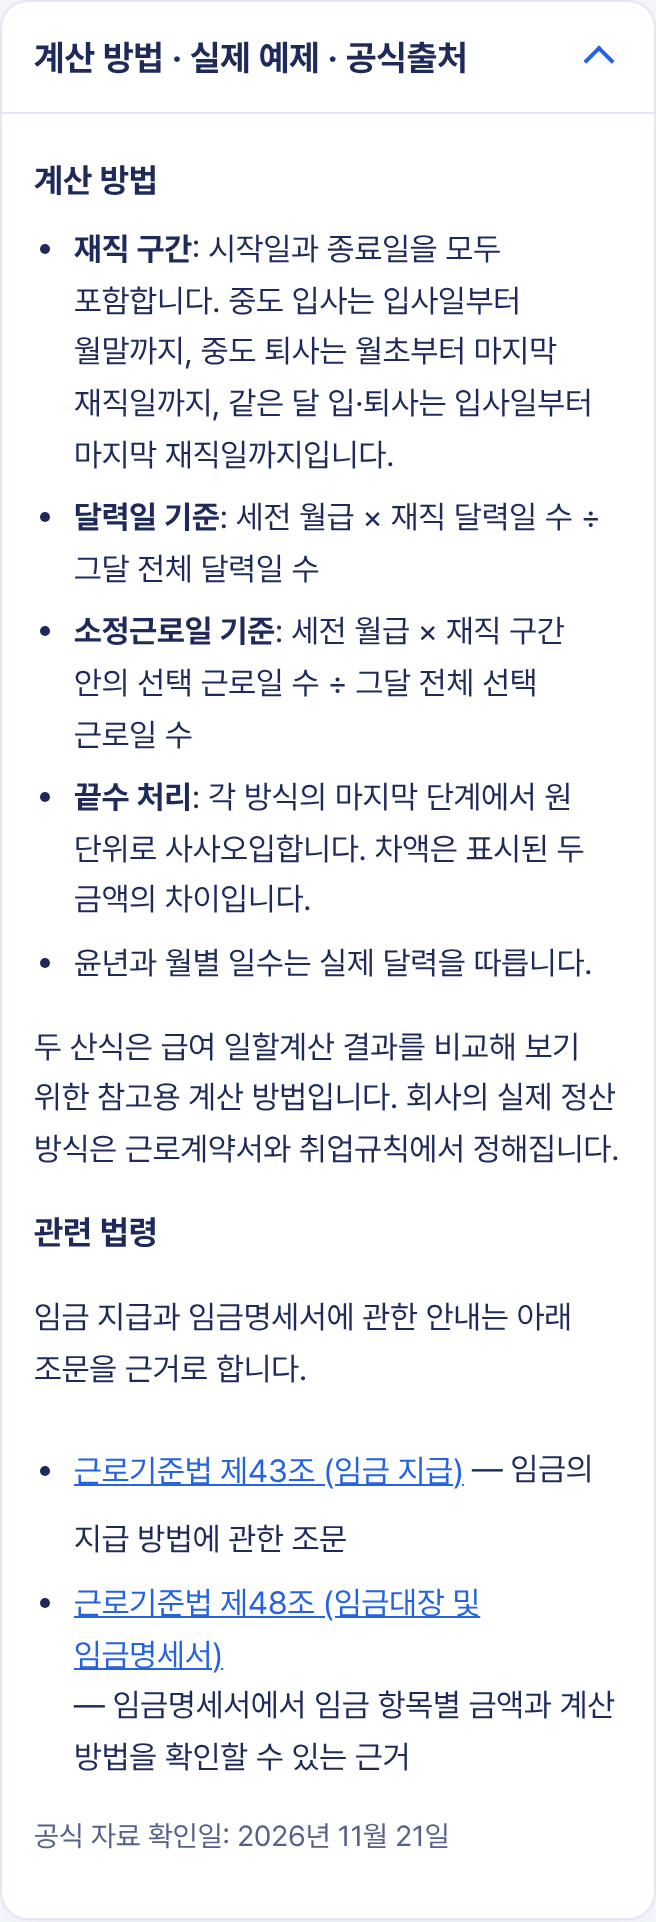 계산 방법 · 실제 예제 · 공식출처
계산 방법
• 재직 구간: 시작일과 종료일을 모두
포함합니다. 중도 입사는 입사일부터
월말까지, 중도 퇴사는 월초부터 마지막
재직일까지, 같은 달 입·퇴사는 입사일부터
마지막 재직일까지입니다.
• 달력일 기준: 세전 월급 × 재직 달력일 수 ÷
그달 전체 달력일 수
• 소정근로일 기준: 세전 월급 × 재직 구간
안의 선택 근로일 수 ÷ 그달 전체 선택
근로일 수
• 끝수 처리: 각 방식의 마지막 단계에서 원
단위로 사사오입합니다. 차액은 표시된 두
금액의 차이입니다.
• 윤년과 월별 일수는 실제 달력을 따릅니다.
두 산식은 급여 일할계산 결과를 비교해 보기
위한 참고용 계산 방법입니다. 회사의 실제 정산
방식은 근로계약서와 취업규칙에서 정해집니다.
관련 법령
임금 지급과 임금명세서에 관한 안내는 아래
조문을 근거로 합니다.
• 근로기준법 제43조 (임금 지급) — 임금의
지급 방법에 관한 조문
• 근로기준법 제48조 (임금대장 및
임금명세서)
— 임금명세서에서 임금 항목별 금액과 계산
방법을 확인할 수 있는 근거
공식 자료 확인일: 2026년 11월 21일